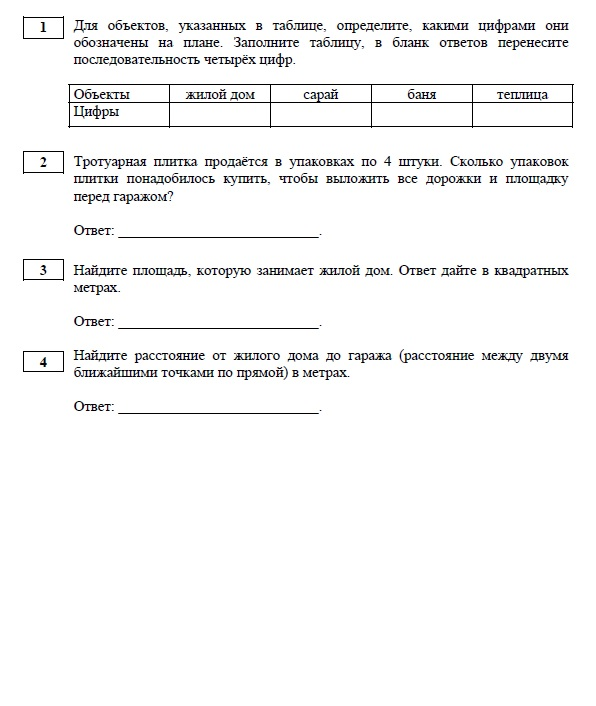 1
Для объектов, указанных в таблице, определите, какими цифрами они
обозначены на плане. Заполните таблицу, в бланк ответов перенесите
последовательность четырёх цифр.
Объекты жилой дом сарай баня теплица
Цифры
2
Тротуарная плитка продаётся в упаковках по 4 штуки. Сколько упаковок
плитки понадобилось купить, чтобы выложить все дорожки и площадку
перед гаражом?
Ответ: ___________________________.
3
Найдите площадь, которую занимает жилой дом. Ответ дайте в квадратных
метрах.
Ответ: ___________________________.
4
Найдите расстояние от жилого дома до гаража (расстояние между двумя
ближайшими точками по прямой) в метрах.
Ответ: ___________________________.